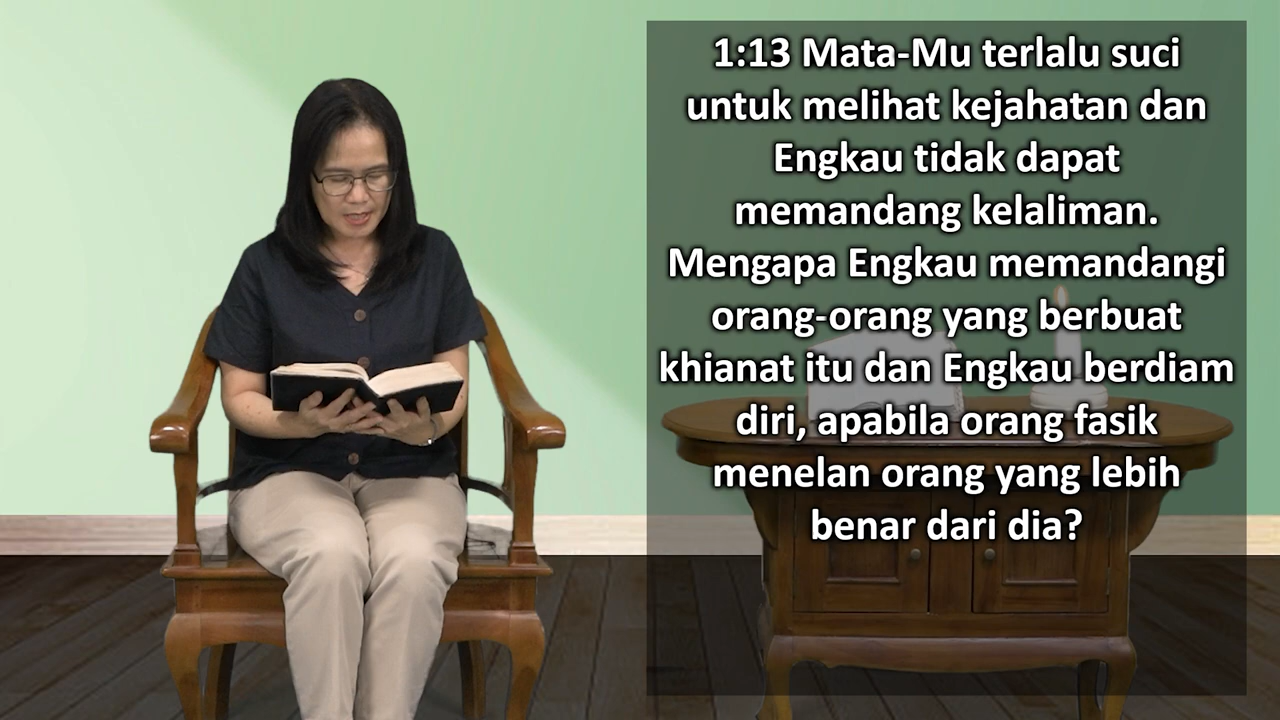 1:13 Mata-Mu terlalu suci
untuk melihat kejahatan dan
Engkau tidak dapat
memandang kelaliman.
Mengapa Engkau memandangi
orang-orang yang berbuat
khianat itu dan Engkau berdiam
diri, apabila orang fasik
menelan orang yang lebih
benar dari dia?